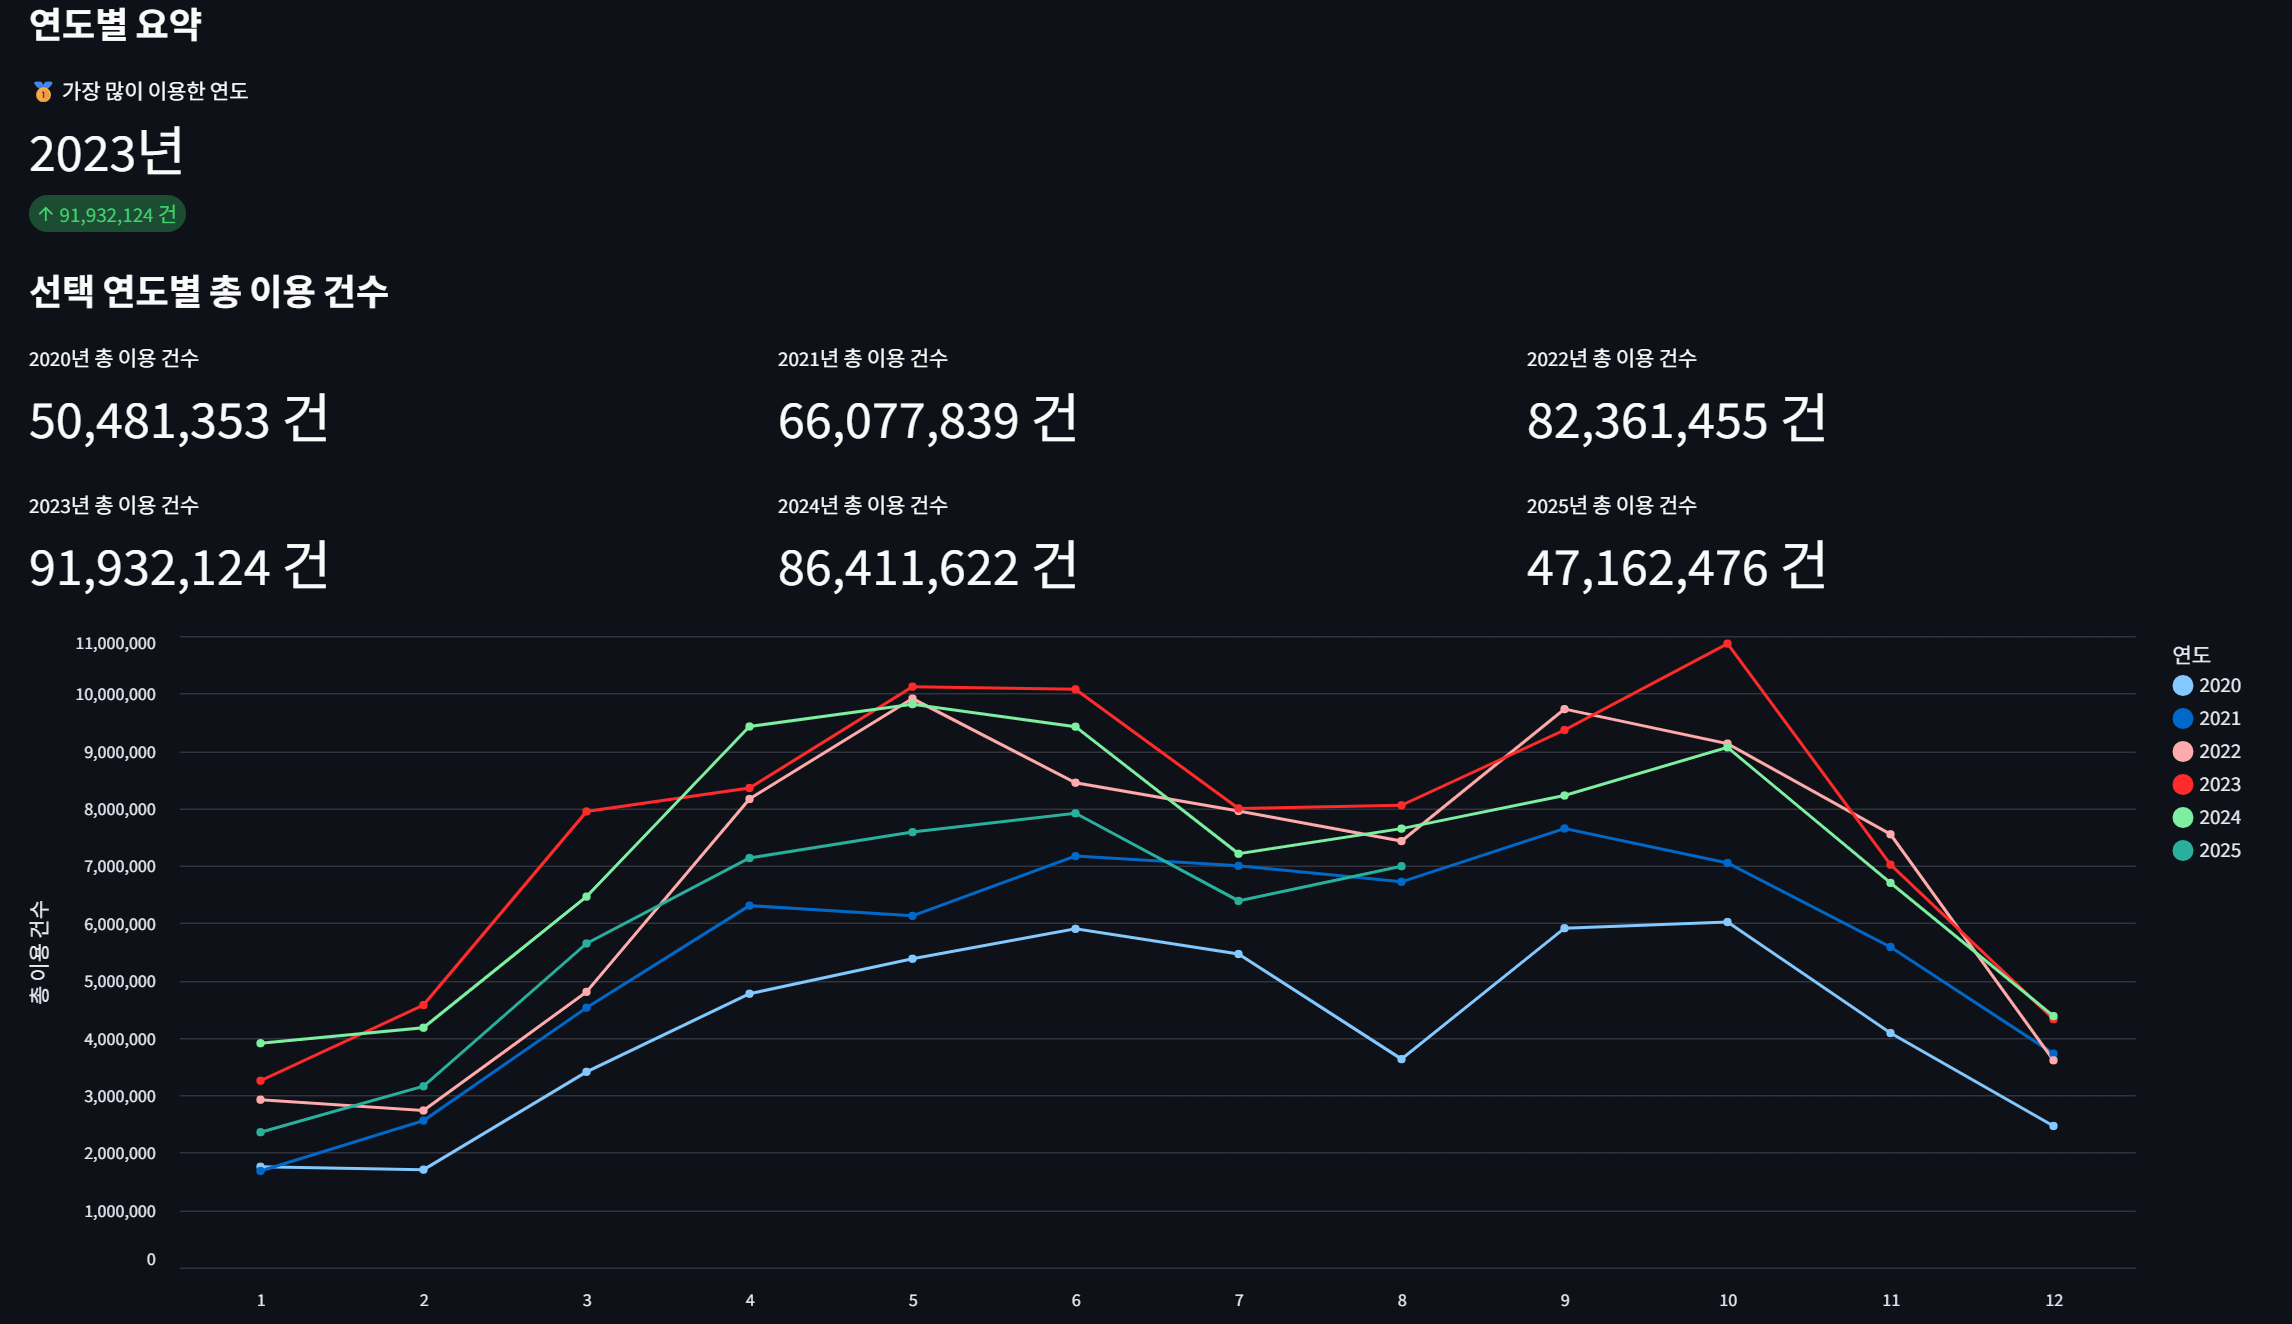 연도별 요약
🏅 가장 많이 이용한 연도
2023년
↑ 91,932,124 건
선택 연도별 총 이용 건수
2020년 총 이용 건수
50,481,353 건
2021년 총 이용 건수
66,077,839 건
2022년 총 이용 건수
82,361,455 건
2023년 총 이용 건수
91,932,124 건
2024년 총 이용 건수
86,411,622 건
2025년 총 이용 건수
47,162,476 건
총 이용 건수
11,000,000
10,000,000
9,000,000
8,000,000
7,000,000
6,000,000
5,000,000
4,000,000
3,000,000
2,000,000
1,000,000
0
1 2 3 4 5 6 7 8 9 10 11 12
연도
2020
2021
2022
2023
2024
2025